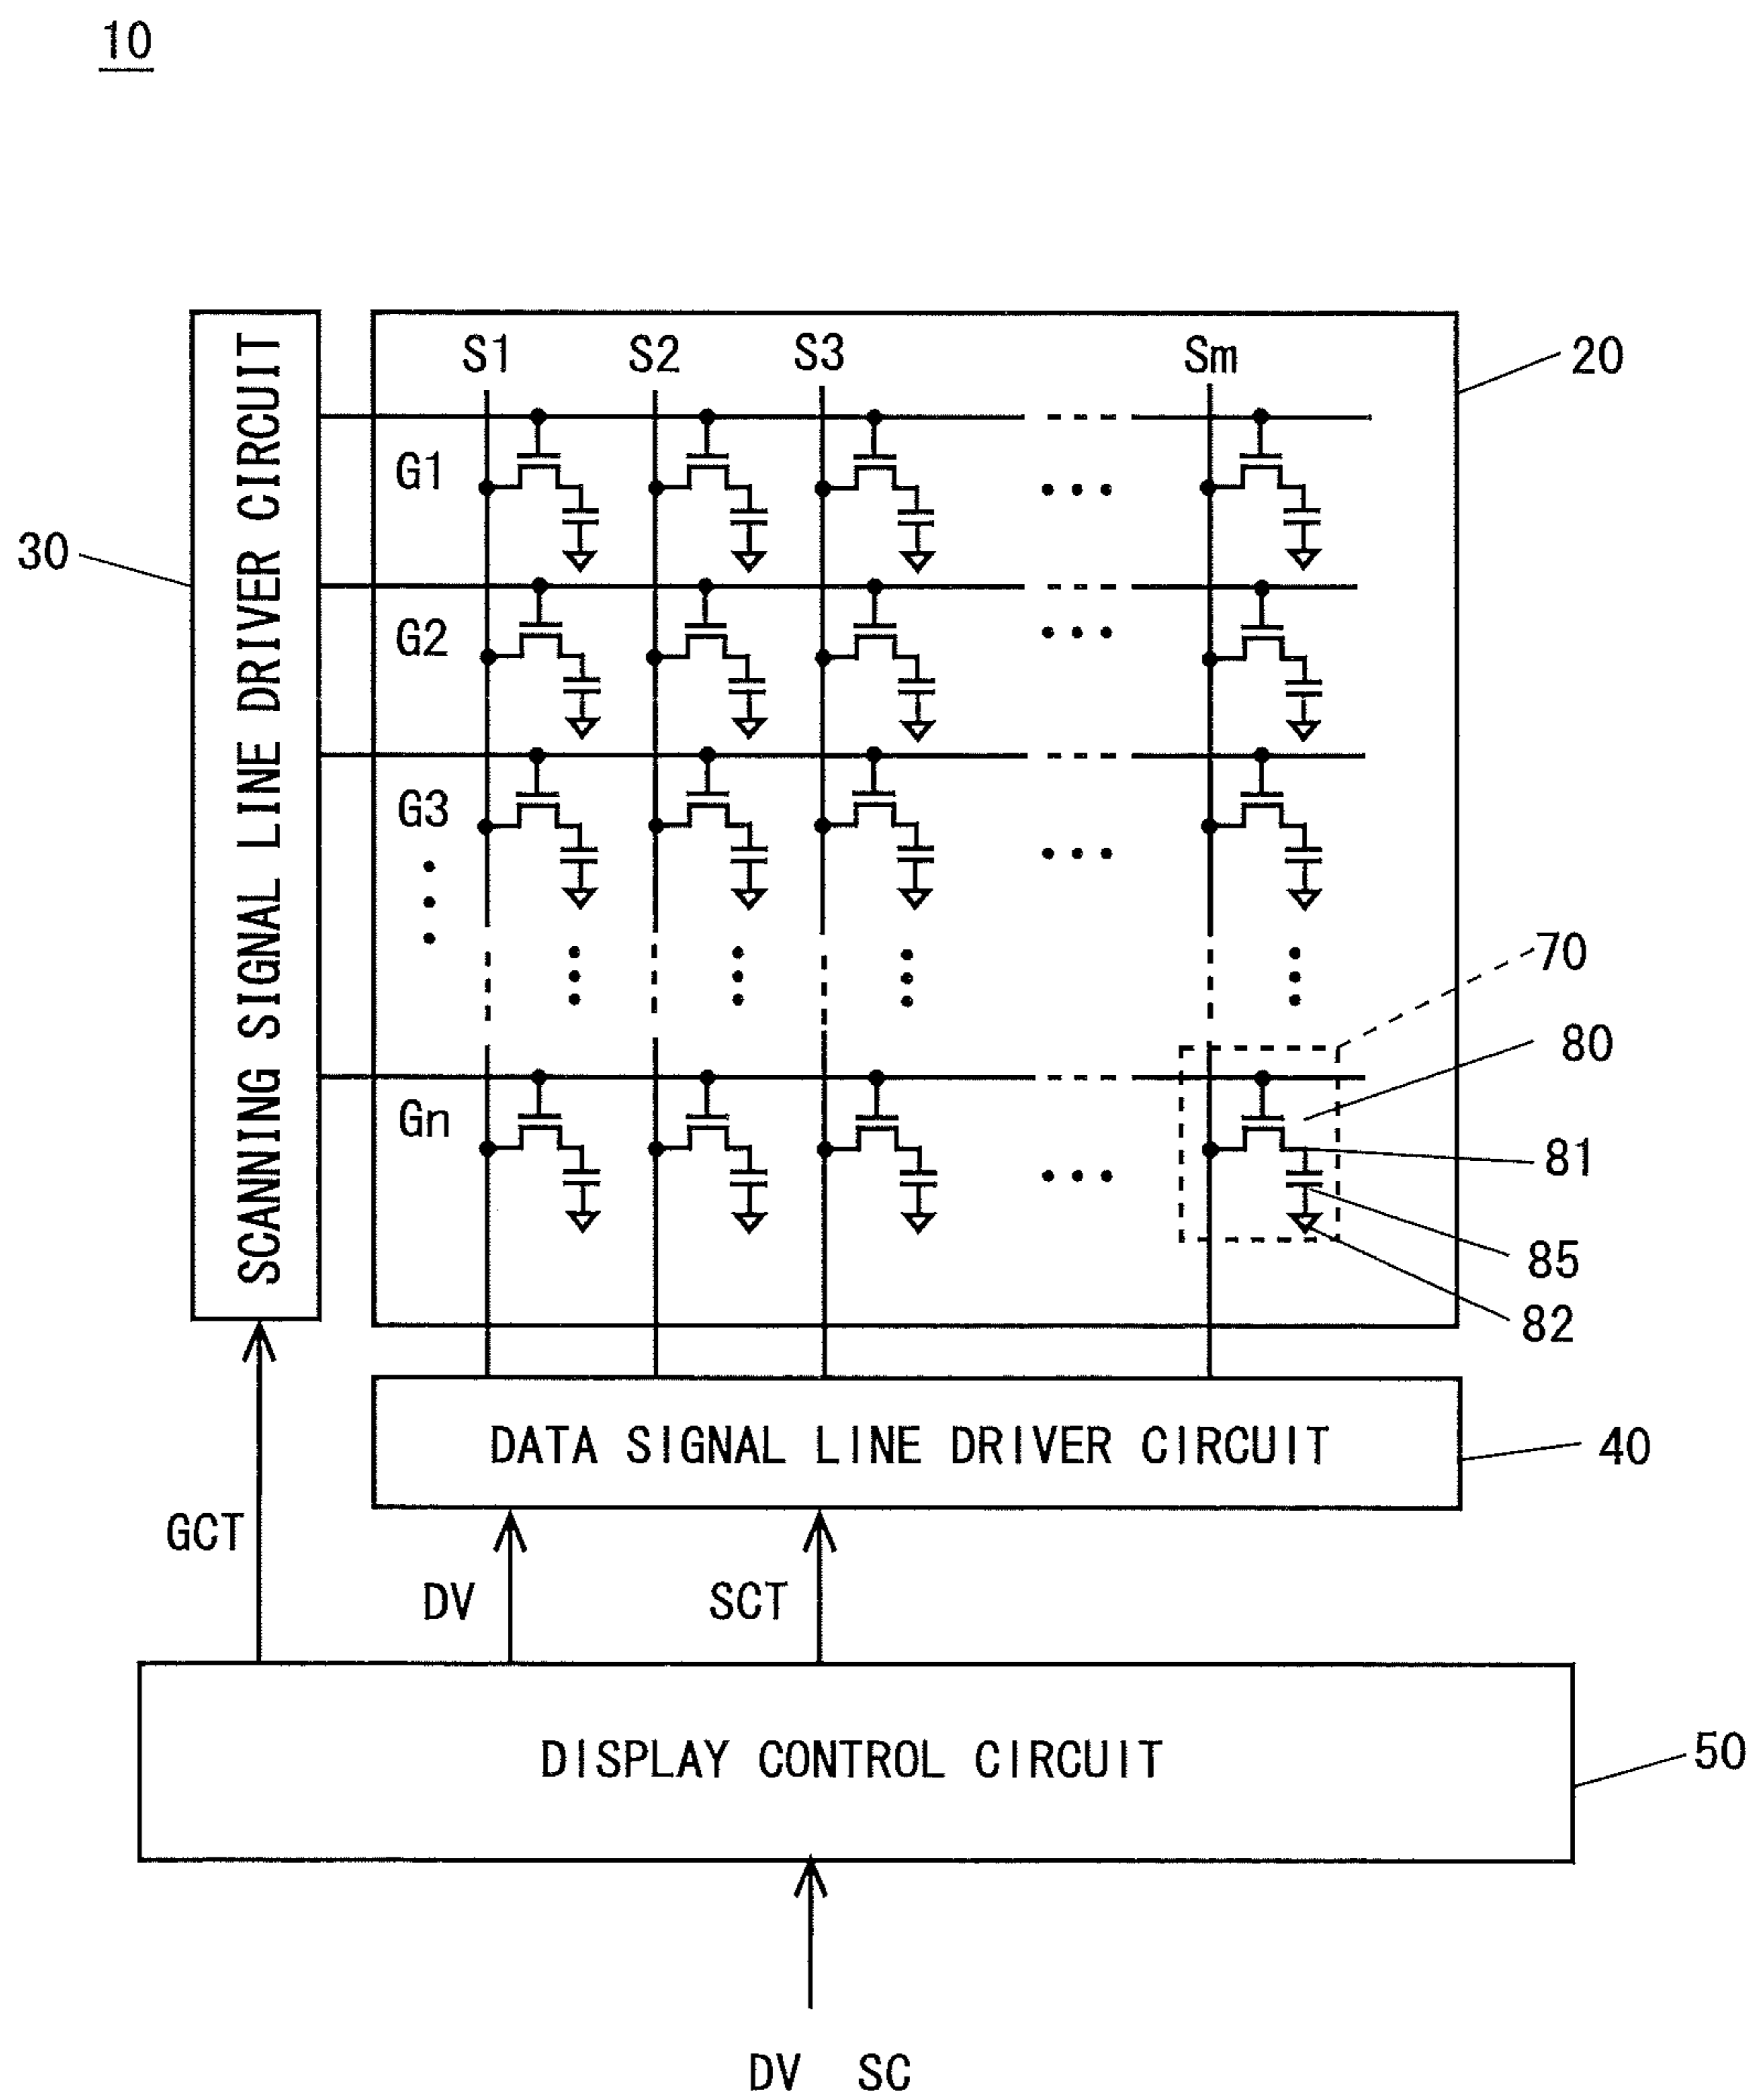 10
S1 S2 S3 Sm
20
G1
30
SCANNING SIGNAL LINE DRIVER CIRCUIT
G2
G3
70
80
Gn
81
85
82
DATA SIGNAL LINE DRIVER CIRCUIT
40
GCT
DV
SCT
DISPLAY CONTROL CIRCUIT
50
DV SC